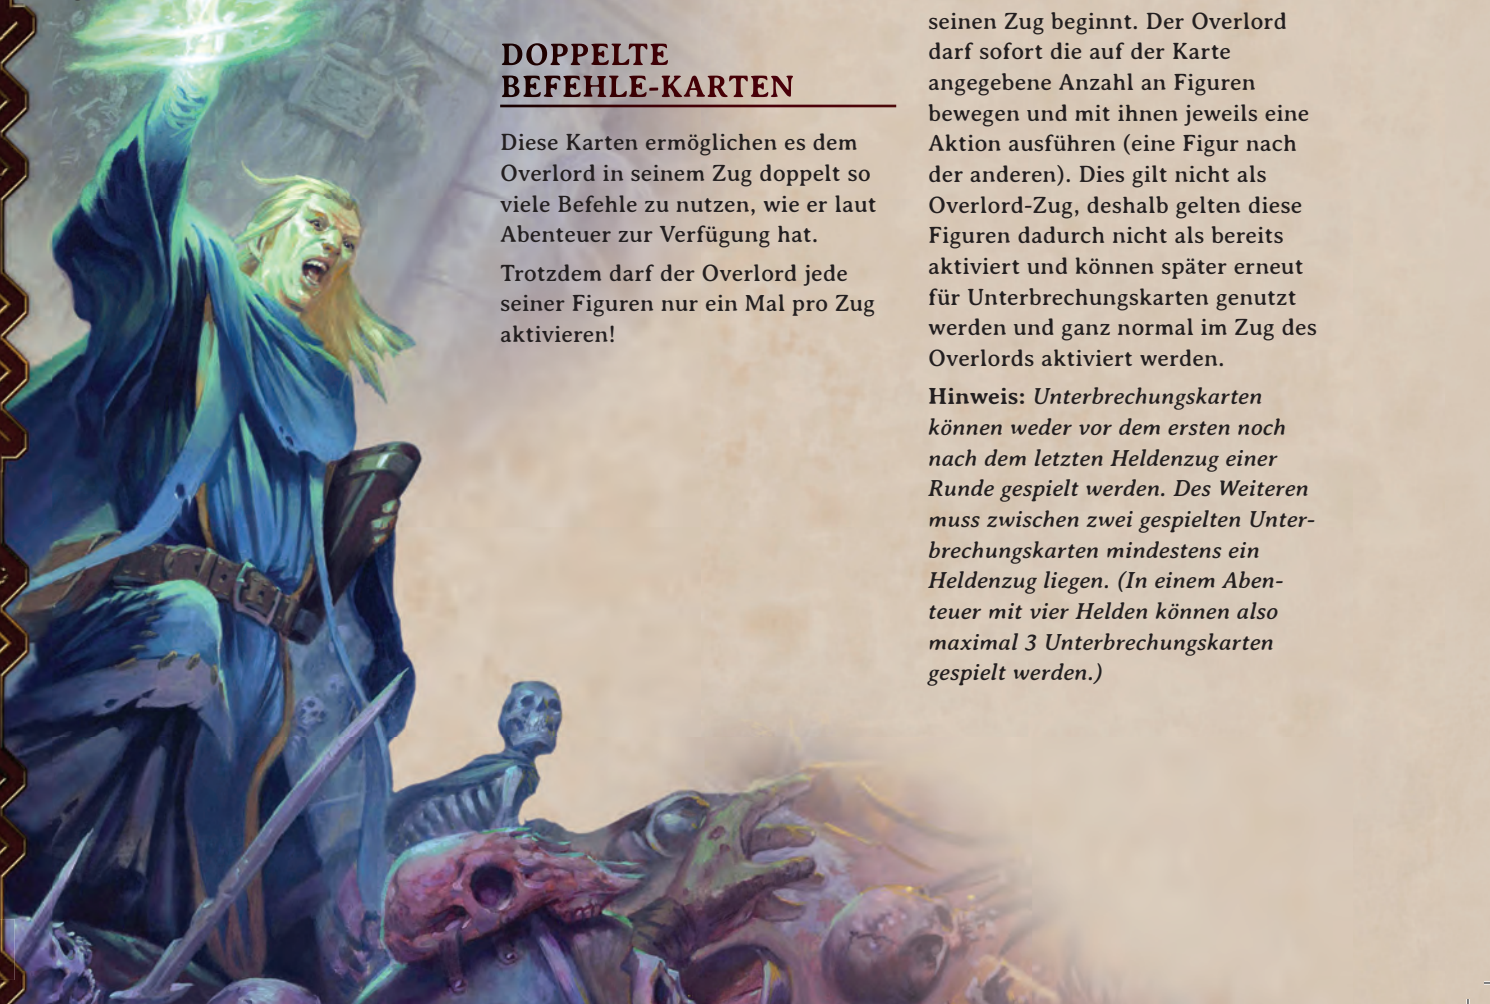 DOPPELTE
BEFEHLE-KARTEN
Diese Karten ermöglichen es dem
Overlord in seinem Zug doppelt so
viele Befehle zu nutzen, wie er laut
Abenteuer zur Verfügung hat.
Trotzdem darf der Overlord jede
seiner Figuren nur ein Mal pro Zug
aktivieren!
seinen Zug beginnt. Der Overlord
darf sofort die auf der Karte
angegebene Anzahl an Figuren
bewegen und mit ihnen jeweils eine
Aktion ausführen (eine Figur nach
der anderen). Dies gilt nicht als
Overlord-Zug, deshalb gelten diese
Figuren dadurch nicht als bereits
aktiviert und können später erneut
für Unterbrechungskarten genutzt
werden und ganz normal im Zug des
Overlords aktiviert werden.
Hinweis: Unterbrechungskarten
können weder vor dem ersten noch
nach dem letzten Heldenzug einer
Runde gespielt werden. Des Weiteren
muss zwischen zwei gespielten Unter-
brechungskarten mindestens ein
Heldenzug liegen. (In einem Aben-
teuer mit vier Helden können also
maximal 3 Unterbrechungskarten
gespielt werden.)